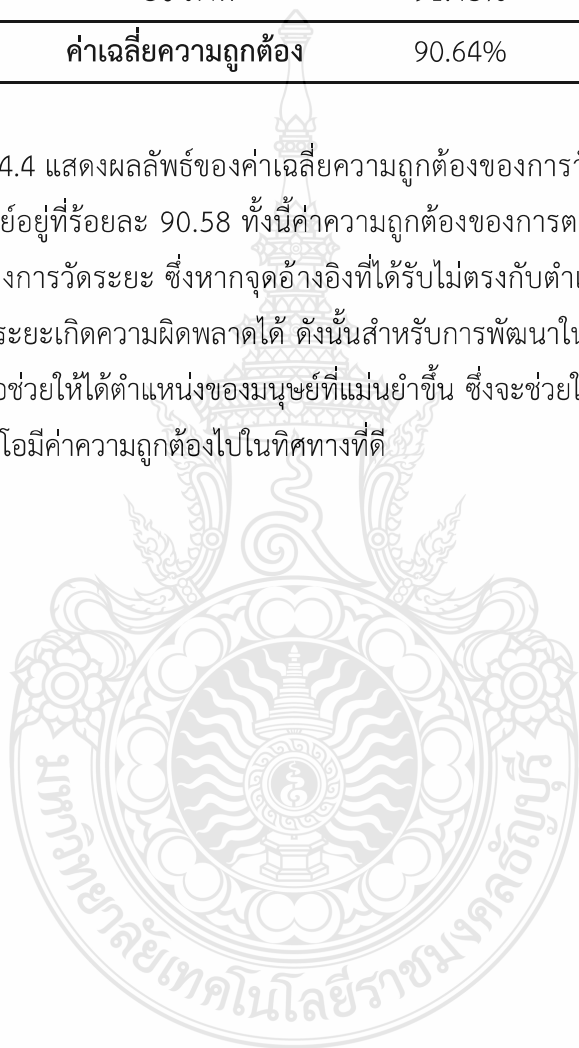 ค่าเฉลี่ยความถูกต้อง 90.64%
4.4 แสดงผลลัพธ์ของค่าเฉลี่ยความถูกต้องของการวั
ย์อยู่ที่ร้อยละ 90.58 ทั้งนี้ค่าความถูกต้องของการต
งการวัดระยะ ซึ่งหากจุดอ้างอิงที่ได้รับไม่ตรงกับตำแ
ระยะเกิดความผิดพลาดได้ ดังนั้นสำหรับการพัฒนาใน
อช่วยให้ได้ตำแหน่งของมนุษย์ที่แม่นยำขึ้น ซึ่งจะช่วยใ
โอมีค่าความถูกต้องไปในทิศทางที่ดี
มหาวิทยาลัยเทคโนโลยีราชมงคลธัญบุรี